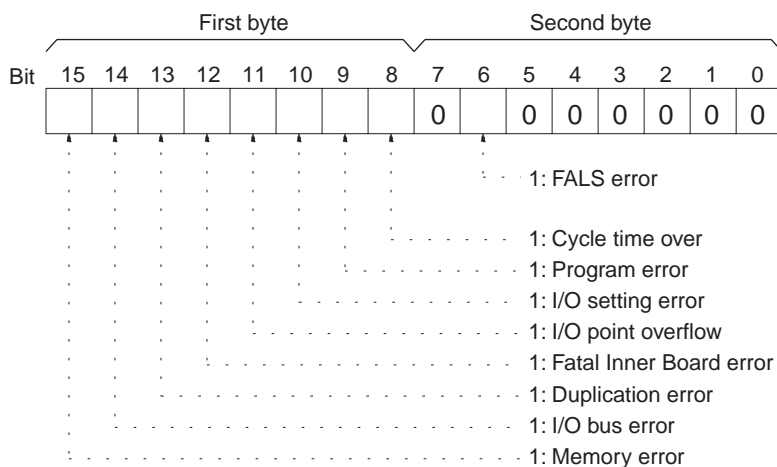 First byte Second byte
Bit 15 14 13 12 11 10 9 8 7 6 5 4 3 2 1 0
0 0 0 0 0 0 0
1: FALS error
1: Cycle time over
1: Program error
1: I/O setting error
1: I/O point overflow
1: Fatal Inner Board error
1: Duplication error
1: I/O bus error
1: Memory error